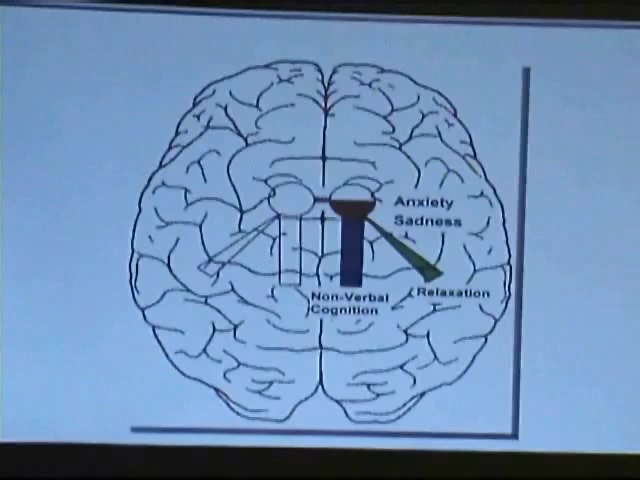 Anxiety
Sadness
Relaxation
Non-Verbal
Cognition